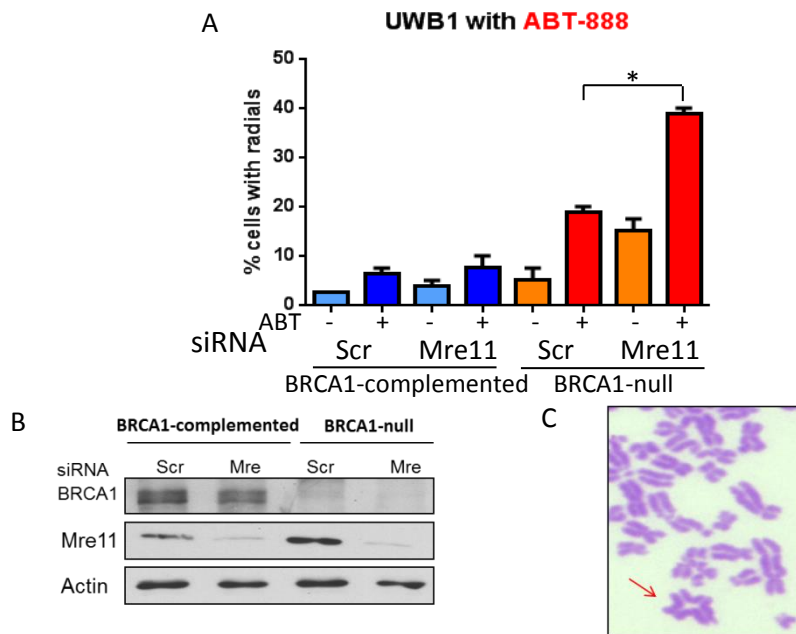 A
UWB1 with ABT-888
% cells with radials
50
40
30
20
10
0
*
ABT - + - + - + - +
siRNA Scr Mre11 Scr Mre11
BRCA1-complemented BRCA1-null
B
BRCA1-complemented BRCA1-null
siRNA Scr Mre Scr Mre
BRCA1
Mre11
Actin
C